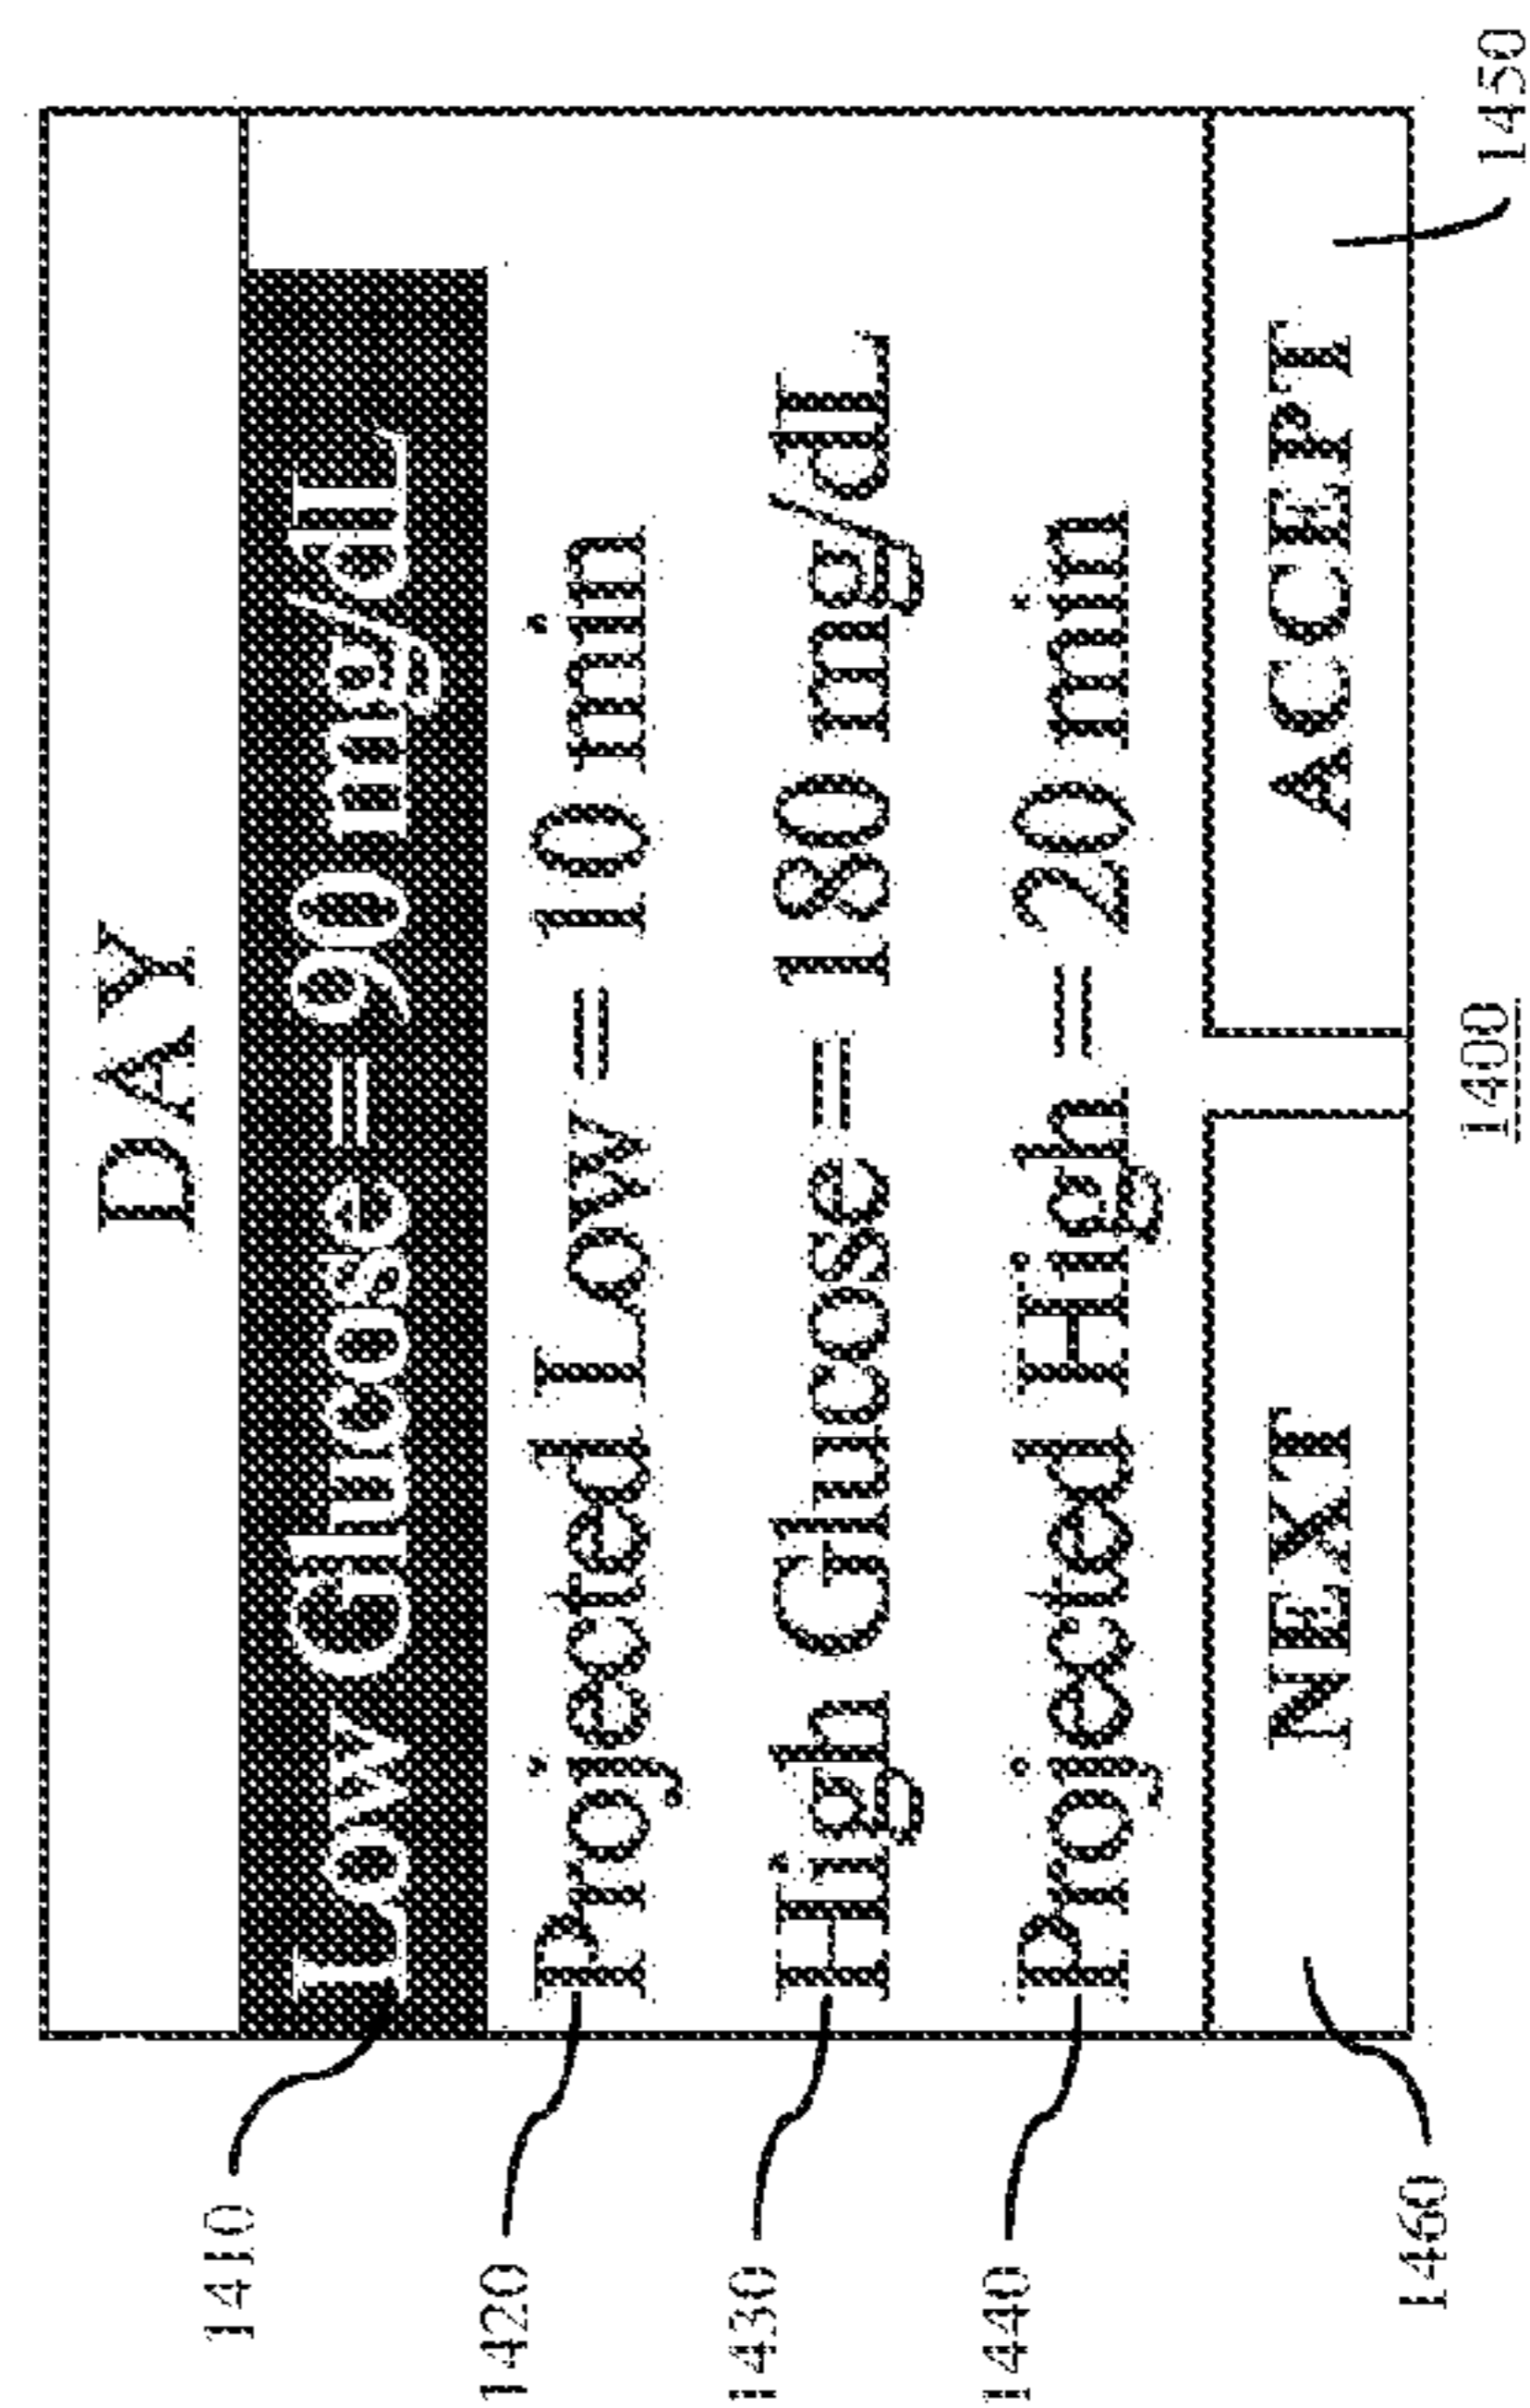 DAY
1410 Low Glucose = 90 mg/dL
1420 Projected Low = 10 min
1430 High Glucose = 180 mg/dL
1440 Projected High = 20 min
NEXT ACCEPT
1460 1400 1450